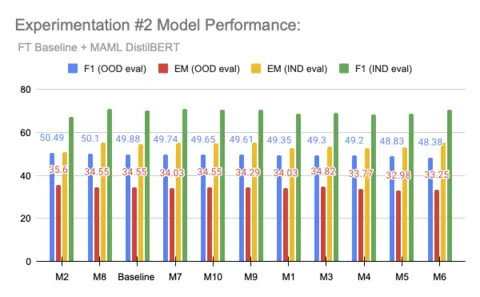 Experimentation #2 Model Performance:
FT Baseline + MAML DistilBERT
F1 (OOD eval) EM (OOD eval) EM (IND eval) F1 (IND eval)
80
60
50.49 50.1 49.88 49.74 49.65 49.61 49.35 49.3 49.2 48.83 48.38
40
35.6 34.55 34.55 34.03 34.55 34.29 34.03 34.82 33.77 32.98 33.25
20
0
M2 M8 Baseline M7 M10 M9 M1 M3 M4 M5 M6